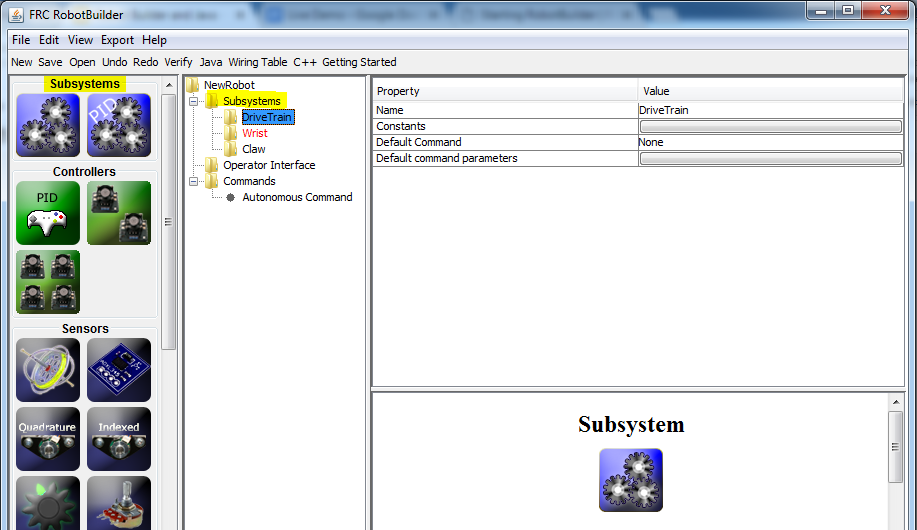 FRC RobotBuilder
File Edit View Export Help
New Save Open Undo Redo Verify Java Wiring Table C++ Getting Started
Subsystems
PID
Controllers
PID
Sensors
Quadrature Indexed
NewRobot
Subsystems
DriveTrain
Wrist
Claw
Operator Interface
Commands
Autonomous Command
Property Value
Name DriveTrain
Constants
Default Command None
Default command parameters
Subsystem